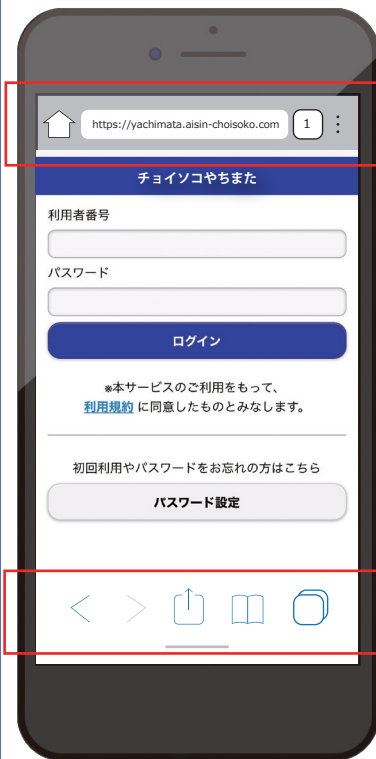 https://yachimata.aisin-choisoko.com
1
チョイソコやちまた
利用者番号
パスワード
ログイン
※本サービスのご利用をもって、
利用規約 に同意したものとみなします。
初回利用やパスワードをお忘れの方はこちら
パスワード設定